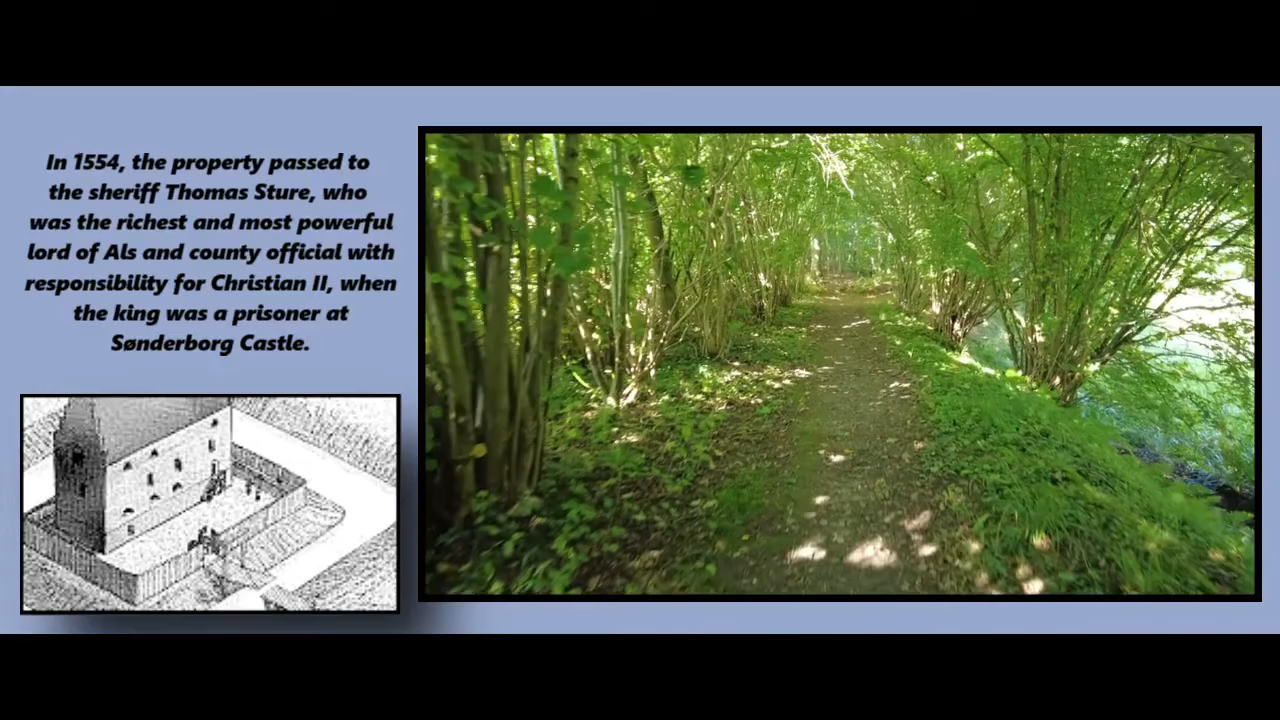 In 1554, the property passed to
the sheriff Thomas Sture, who
was the richest and most powerful
lord of Als and county official with
responsibility for Christian II, when
the king was a prisoner at
Sønderborg Castle.